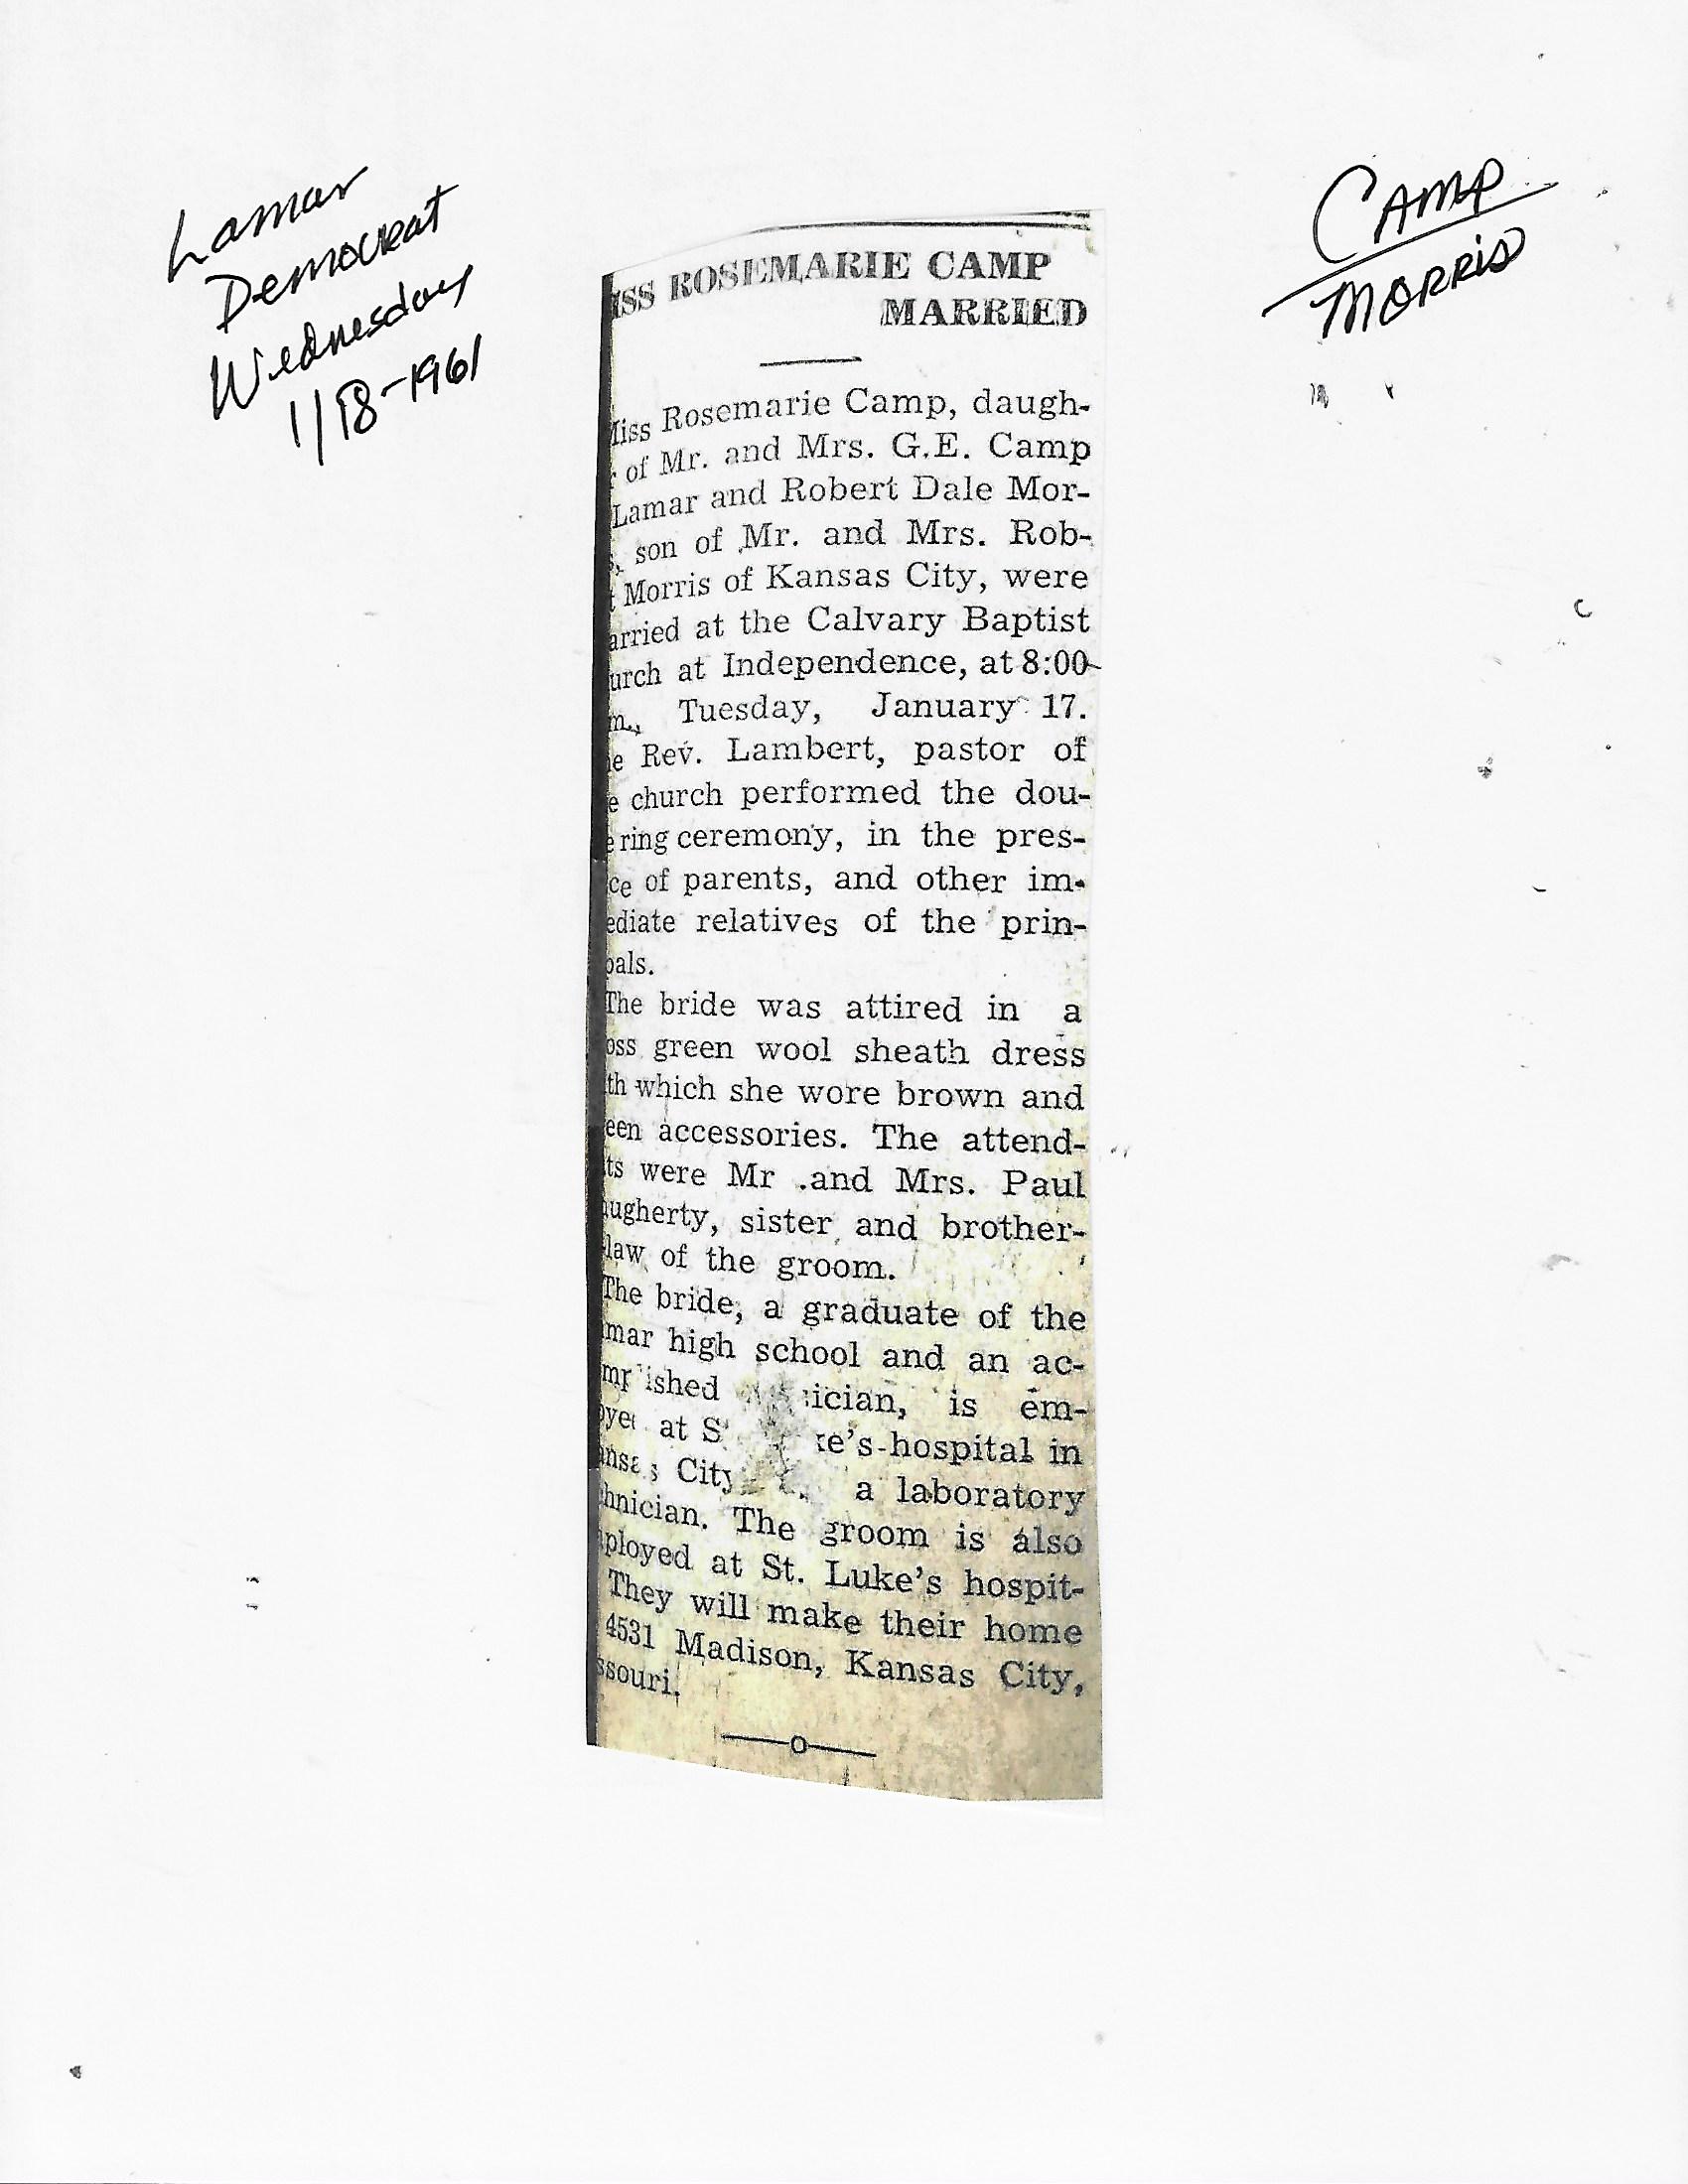 Lamar
Democrat
Wednesday
1/18-1961
CAMP
MORRIS
ISS ROSEMARIE CAMP
MARRIED
Miss Rosemarie Camp, daugh-
r of Mr. and Mrs. G.E. Camp
Lamar and Robert Dale Mor-
s, son of Mr. and Mrs. Rob-
t Morris of Kansas City, were
arried at the Calvary Baptist
urch at Independence, at 8:00
m., Tuesday, January 17.
e Rev. Lambert, pastor of
e church performed the dou-
e ring ceremony, in the pres-
ce of parents, and other im-
ediate relatives of the prin-
pals.
The bride was attired in a
oss green wool sheath dress
th which she wore brown and
een accessories. The attend-
ts were Mr .and Mrs. Paul
ugherty, sister and brother-
law of the groom.
The bride, a graduate of the
mar high school and an ac-
mp ished ician, is em-
oye at S ke's hospital in
ansas City a laboratory
hnician. The groom is also
ployed at St. Luke's hospit-
They will make their home
4531 Madison, Kansas City,
ssouri.
—o—